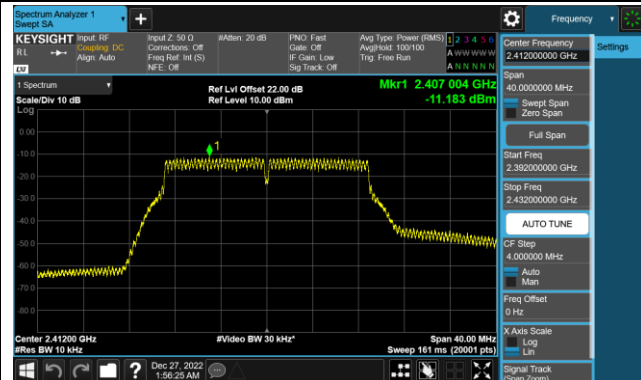 Spectrum Analyzer 1
Swept SA
Frequency
KEYSIGHT
RL
Input: RF
Coupling: DC
Align: Auto
Input Z: 50 Ω
Corrections: Off
Freq Ref: Int (S)
NFE: Off
#Atten: 20 dB
PNO: Fast
Gate: Off
IF Gain: Low
Sig Track: Off
Avg Type: Power (RMS)
Avg|Hold: 100/100
Trig: Free Run
1 2 3 4 5 6
A W W W W W
A N N N N N
LXI
1 Spectrum
Scale/Div 10 dB
Log
Ref Lvl Offset 22.00 dB
Ref Level 10.00 dBm
Mkr1 2.407 004 GHz
-11.183 dBm
1
0.00
-10.0
-20.0
-30.0
-40.0
-50.0
-60.0
-70.0
-80.0
Center 2.41200 GHz
#Res BW 10 kHz
#Video BW 30 kHz*
Span 40.00 MHz
Sweep 161 ms (20001 pts)
Dec 27, 2022
1:56:25 AM
?
Center Frequency
2.412000000 GHz
Span
40.0000000 MHz
Swept Span
Zero Span
Full Span
Start Freq
2.392000000 GHz
Stop Freq
2.432000000 GHz
AUTO TUNE
CF Step
4.000000 MHz
Auto
Man
Freq Offset
0 Hz
X Axis Scale
Log
Lin
Signal Track
(Span Zoom)
Settings